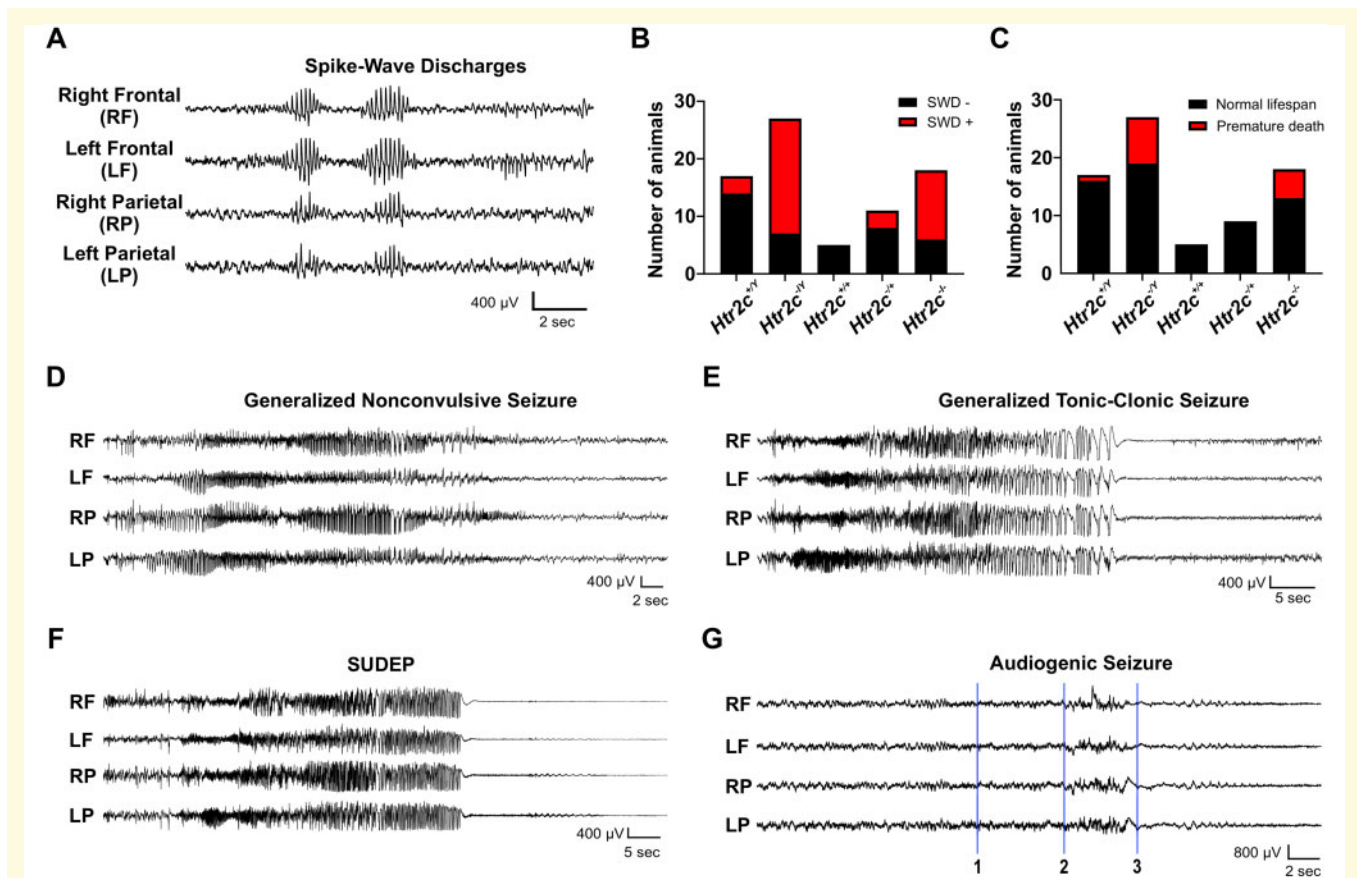 A
Spike-Wave Discharges
Right Frontal
(RF)
Left Frontal
(LF)
Right Parietal
(RP)
Left Parietal
(LP)
400 µV
2 sec
B
Number of animals
30
20
10
0
SWD -
SWD +
Htr2c+/Y
Htr2c-/Y
Htr2c+/+
Htr2c-/+
Htr2c-/-
C
Number of animals
30
20
10
0
Normal lifespan
Premature death
Htr2c+/Y
Htr2c-/Y
Htr2c+/+
Htr2c-/+
Htr2c-/-
D
Generalized Nonconvulsive Seizure
RF
LF
RP
LP
400 µV
2 sec
E
Generalized Tonic-Clonic Seizure
RF
LF
RP
LP
400 µV
5 sec
F
SUDEP
RF
LF
RP
LP
400 µV
5 sec
G
Audiogenic Seizure
RF
LF
RP
LP
1 2 3
800 µV
2 sec